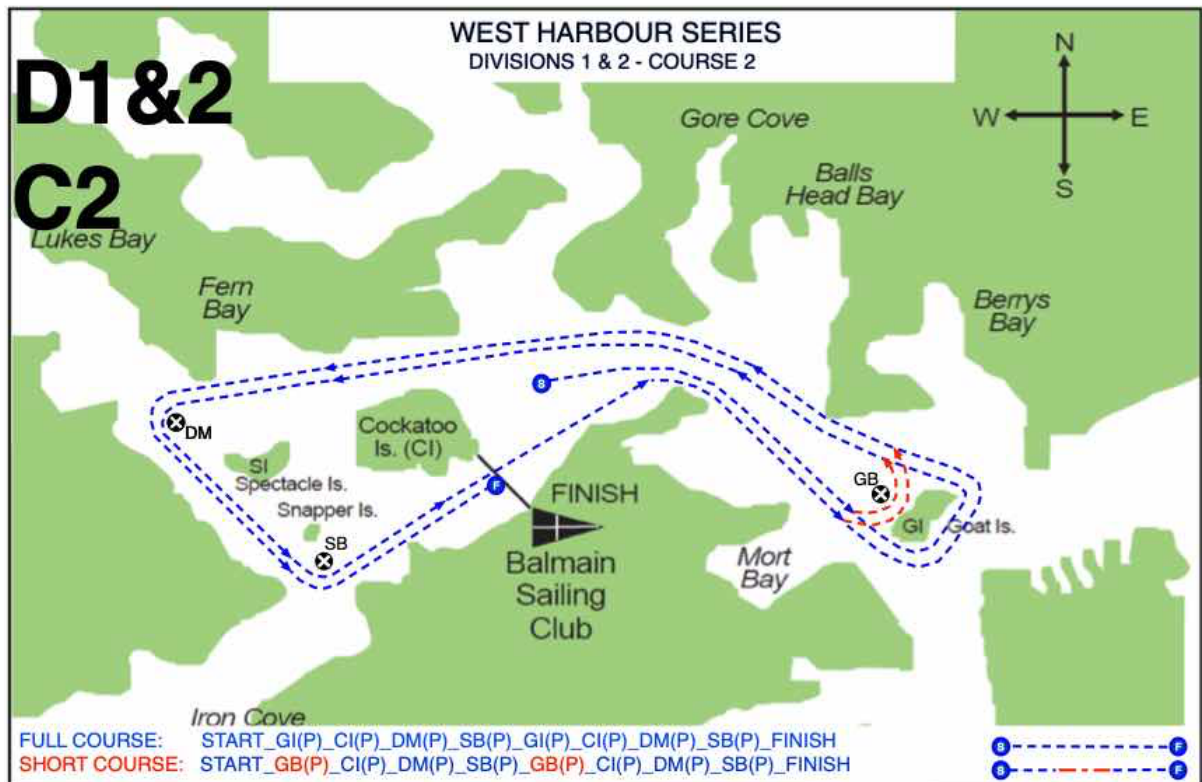 WEST HARBOUR SERIES
DIVISIONS 1 & 2 - COURSE 2
D1&2
C2
N
W
E
S
Gore Cove
Balls
Head Bay
Lukes Bay
Fern
Bay
Berrys
Bay
S
DM
Cockatoo
Is. (CI)
SI
Spectacle Is.
Snapper Is.
SB
F
FINISH
Balmain
Sailing
Club
GB
GI
Goat Is.
Mort
Bay
Iron Cove
FULL COURSE: START_GI(P)_CI(P)_DM(P)_SB(P)_GI(P)_CI(P)_DM(P)_SB(P)_FINISH
S F
SHORT COURSE: START_GB(P)_CI(P)_DM(P)_SB(P)_GB(P)_CI(P)_DM(P)_SB(P)_FINISH
S F